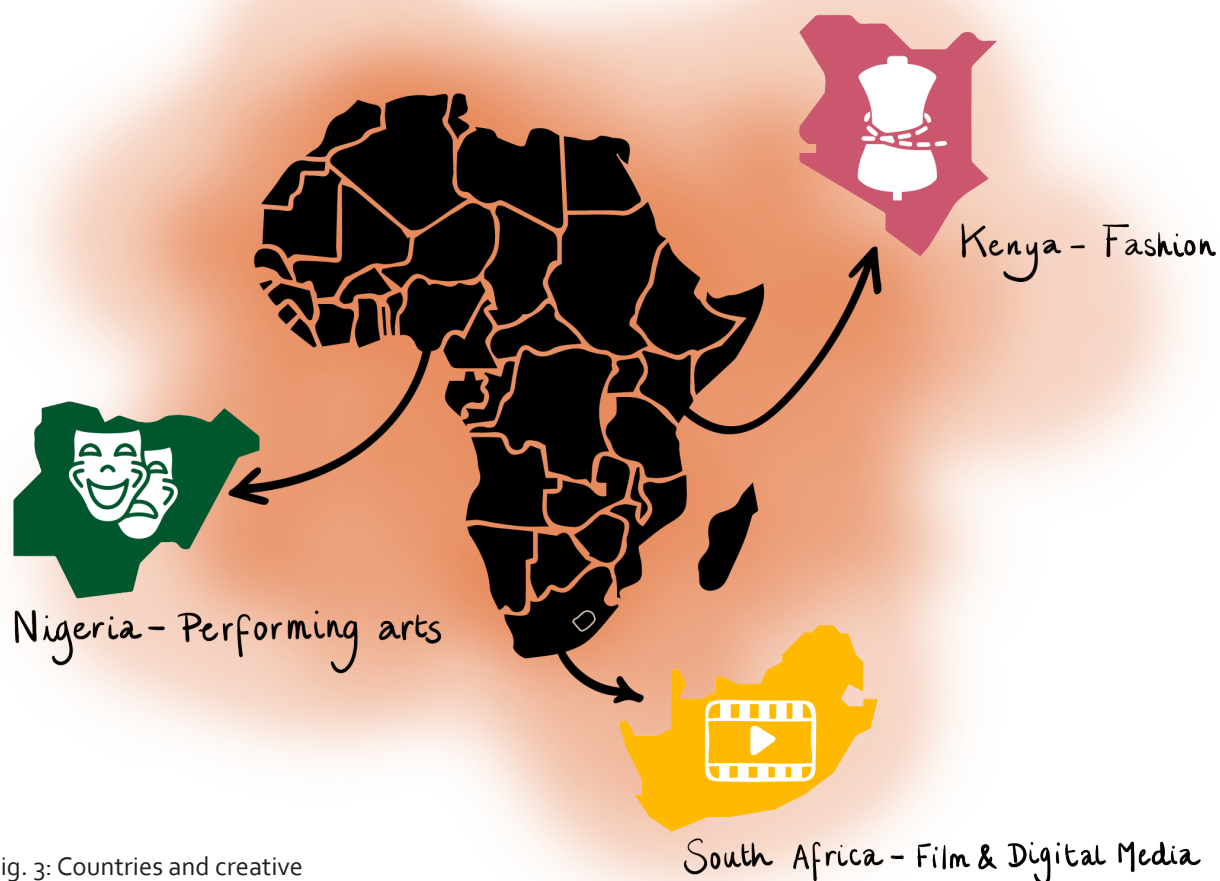 Kenya - Fashion
Nigeria - Performing arts
South Africa - Film & Digital Media
ig. 3: Countries and creative